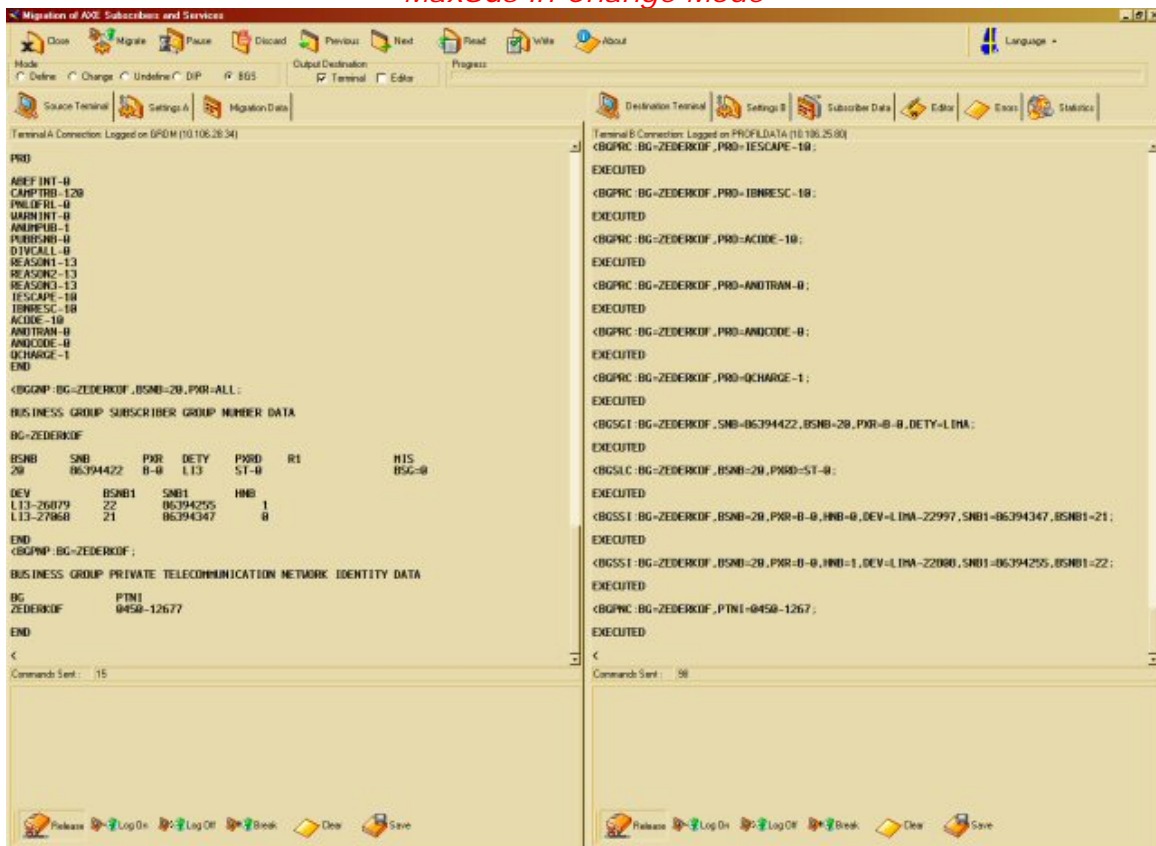 MaxSds in Change Mode
Migration of AXE Subscribers and Services
Close Migrate Pause Discard Previous Next Read Write About Language
Mode
Define Change Undefine DIP BGS
Output Destination
Terminal Editor
Progress
Source Terminal Settings A Migration Data
Terminal A Connection: Logged on GRDM (10.106.28.34)
PRO
ABEFINT-0
CAMPTRB-120
PNLOFRL-0
WARNINT-0
ANUMPUB-1
PUBBSNB-0
DIVCALL-0
REASON1-13
REASON2-13
REASON3-13
IESCAPE-10
IBNRESC-10
ACODE-10
ANOTRAN-0
ANQCODE-0
QCHARGE-1
END
<BGGNP:BG=ZEDERKOF,BSNB=20,PXR=ALL;
BUSINESS GROUP SUBSCRIBER GROUP NUMBER DATA
BG=ZEDERKOF
BSNB SNB PXR DETY PXRD R1 MIS
20 86394422 B-0 LI3 ST-0 BSG=0
DEV BSNB1 SNB1 HNB
LI3-26879 22 86394255 1
LI3-27068 21 86394347 0
END
<BGPNP:BG=ZEDERKOF;
BUSINESS GROUP PRIVATE TELECOMMUNICATION NETWORK IDENTITY DATA
BG PTNI
ZEDERKOF 0450-12677
END
<
Commands Sent : 15
Release Log On Log Off Break Clear Save
Destination Terminal Settings B Subscriber Data Editor Errors Statistics
Terminal B Connection: Logged on PROFILDATA (10.106.25.80)
<BGPRC:BG=ZEDERKOF,PRO=IESCAPE-10;
EXECUTED
<BGPRC:BG=ZEDERKOF,PRO=IBNRESC-10;
EXECUTED
<BGPRC:BG=ZEDERKOF,PRO=ACODE-10;
EXECUTED
<BGPRC:BG=ZEDERKOF,PRO=ANOTRAN-0;
EXECUTED
<BGPRC:BG=ZEDERKOF,PRO=ANQCODE-0;
EXECUTED
<BGPRC:BG=ZEDERKOF,PRO=QCHARGE-1;
EXECUTED
<BGSGI:BG=ZEDERKOF,SNB=86394422,BSNB=20,PXR=B-0,DETY=LIMA;
EXECUTED
<BGSLC:BG=ZEDERKOF,BSNB=20,PXRD=ST-0;
EXECUTED
<BGSSI:BG=ZEDERKOF,BSNB=20,PXR=B-0,HNB=0,DEV=LIMA-22997,SNB1=86394347,BSNB1=21;
EXECUTED
<BGSSI:BG=ZEDERKOF,BSNB=20,PXR=B-0,HNB=1,DEV=LIMA-22808,SNB1=86394255,BSNB1=22;
EXECUTED
<BGPNC:BG=ZEDERKOF,PTNI=0450-1267;
EXECUTED
<
Commands Sent : 98
Release Log On Log Off Break Clear Save